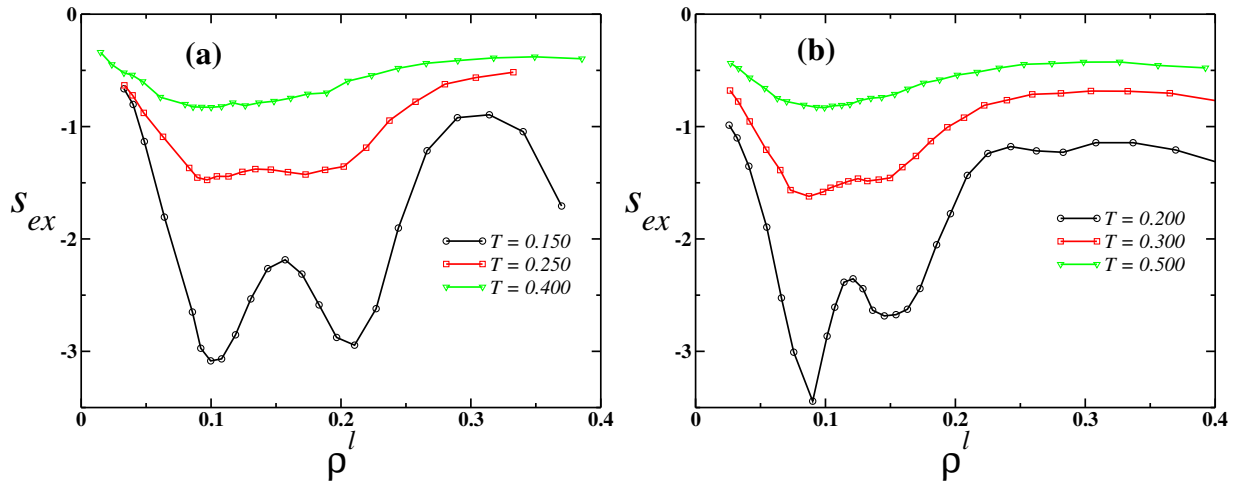 (a)
0
-1
-2
-3
s_ex
T = 0.150
T = 0.250
T = 0.400
0 0.1 0.2 0.3 0.4
ρ^l
(b)
0
-1
-2
-3
s_ex
T = 0.200
T = 0.300
T = 0.500
0 0.1 0.2 0.3 0.4
ρ^l